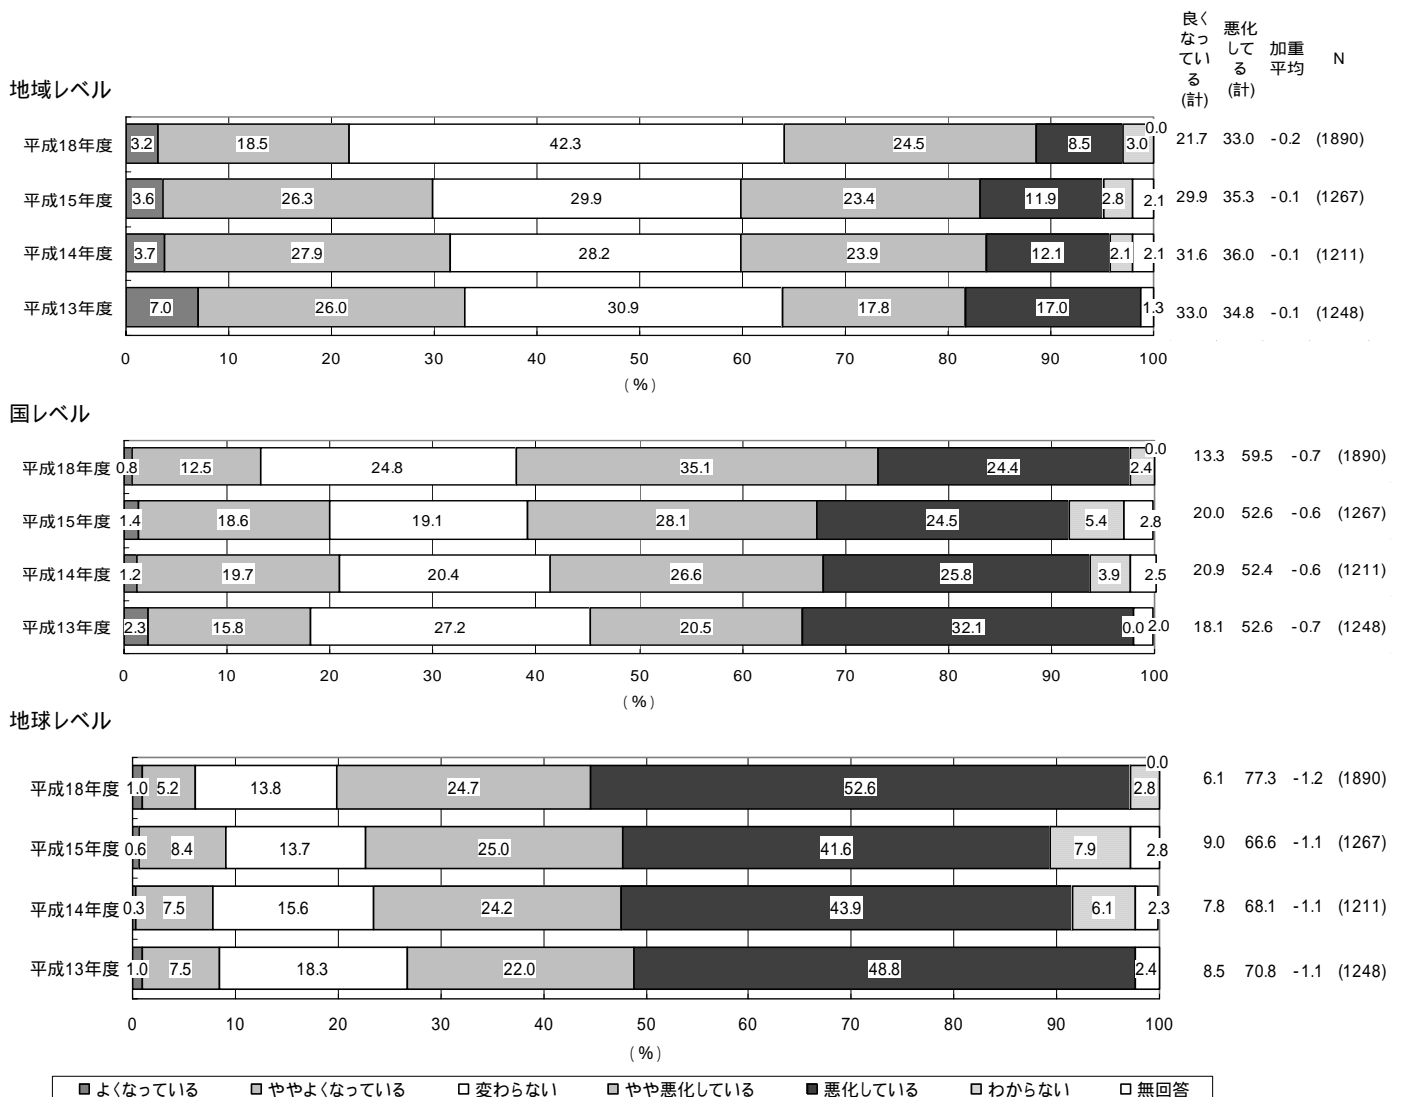 良く
なっ
てい
る
(計)
悪化
して
る
(計)
加重
平均
N
地域レベル
平成18年度 3.2 18.5 42.3 24.5 8.5 3.0 0.0 21.7 33.0 -0.2 (1890)
平成15年度 3.6 26.3 29.9 23.4 11.9 2.8 2.1 29.9 35.3 -0.1 (1267)
平成14年度 3.7 27.9 28.2 23.9 12.1 2.1 2.1 31.6 36.0 -0.1 (1211)
平成13年度 7.0 26.0 30.9 17.8 17.0 1.3 33.0 34.8 -0.1 (1248)
0 10 20 30 40 50 60 70 80 90 100
(%)
国レベル
平成18年度 0.8 12.5 24.8 35.1 24.4 2.4 0.0 13.3 59.5 -0.7 (1890)
平成15年度 1.4 18.6 19.1 28.1 24.5 5.4 2.8 20.0 52.6 -0.6 (1267)
平成14年度 1.2 19.7 20.4 26.6 25.8 3.9 2.5 20.9 52.4 -0.6 (1211)
平成13年度 2.3 15.8 27.2 20.5 32.1 0.0 2.0 18.1 52.6 -0.7 (1248)
0 10 20 30 40 50 60 70 80 90 100
(%)
地球レベル
平成18年度 1.0 5.2 13.8 24.7 52.6 2.8 0.0 6.1 77.3 -1.2 (1890)
平成15年度 0.6 8.4 13.7 25.0 41.6 7.9 2.8 9.0 66.6 -1.1 (1267)
平成14年度 0.3 7.5 15.6 24.2 43.9 6.1 2.3 7.8 68.1 -1.1 (1211)
平成13年度 1.0 7.5 18.3 22.0 48.8 2.4 8.5 70.8 -1.1 (1248)
0 10 20 30 40 50 60 70 80 90 100
(%)
よくなっている ややよくなっている 変わらない やや悪化している 悪化している わからない 無回答